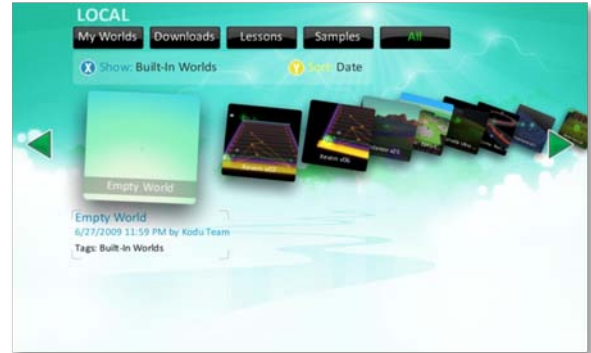 LOCAL
My Worlds Downloads Lessons Samples All
X Show: Built-In Worlds Y Sort: Date
Empty World
Empty World
6/27/2009 11:59 PM by Kodu Team
Tags: Built-In Worlds